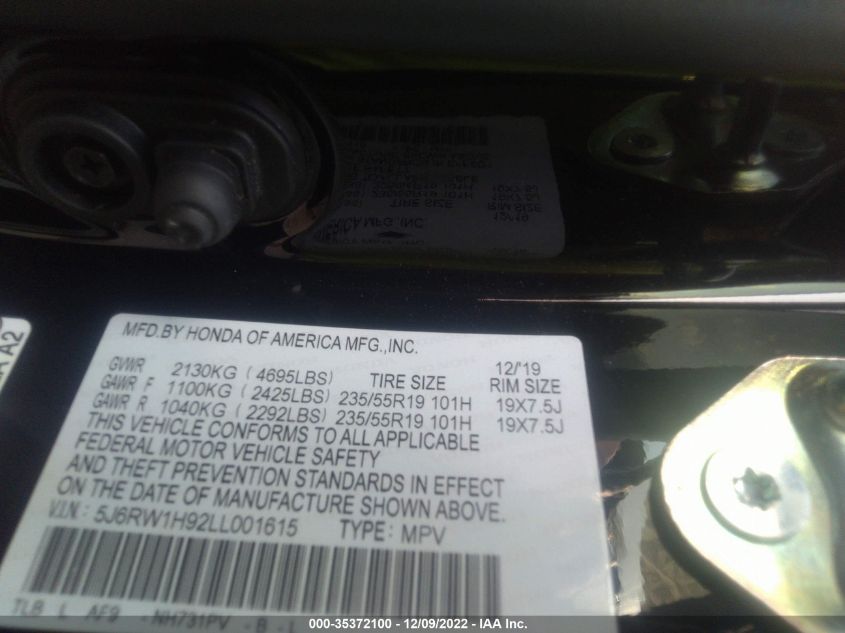 MFD.BY HONDA OF AMERICA MFG.,INC.
12/'19
GVWR 2130KG (4695LBS) TIRE SIZE RIM SIZE
GAWR F 1100KG (2425LBS) 235/55R19 101H 19X7.5J
GAWR R 1040KG (2292LBS) 235/55R19 101H 19X7.5J
THIS VEHICLE CONFORMS TO ALL APPLICABLE
FEDERAL MOTOR VEHICLE SAFETY
AND THEFT PREVENTION STANDARDS IN EFFECT
ON THE DATE OF MANUFACTURE SHOWN ABOVE.
V.I.N.: 5J6RW1H92LL001615 TYPE: MPV
TLB L AF9 NH731PV - B - L
A2
000-35372100 - 12/09/2022 - IAA Inc.